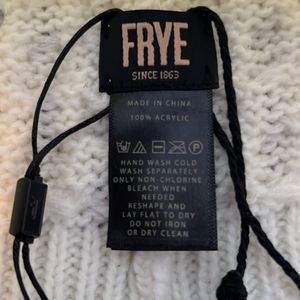 FRYE
SINCE 1863
MADE IN CHINA
100% ACRYLIC
HAND WASH COLD
WASH SEPARATELY
ONLY NON-CHLORINE
BLEACH WHEN
NEEDED
RESHAPE AND
LAY FLAT TO DRY
DO NOT IRON
OR DRY CLEAN